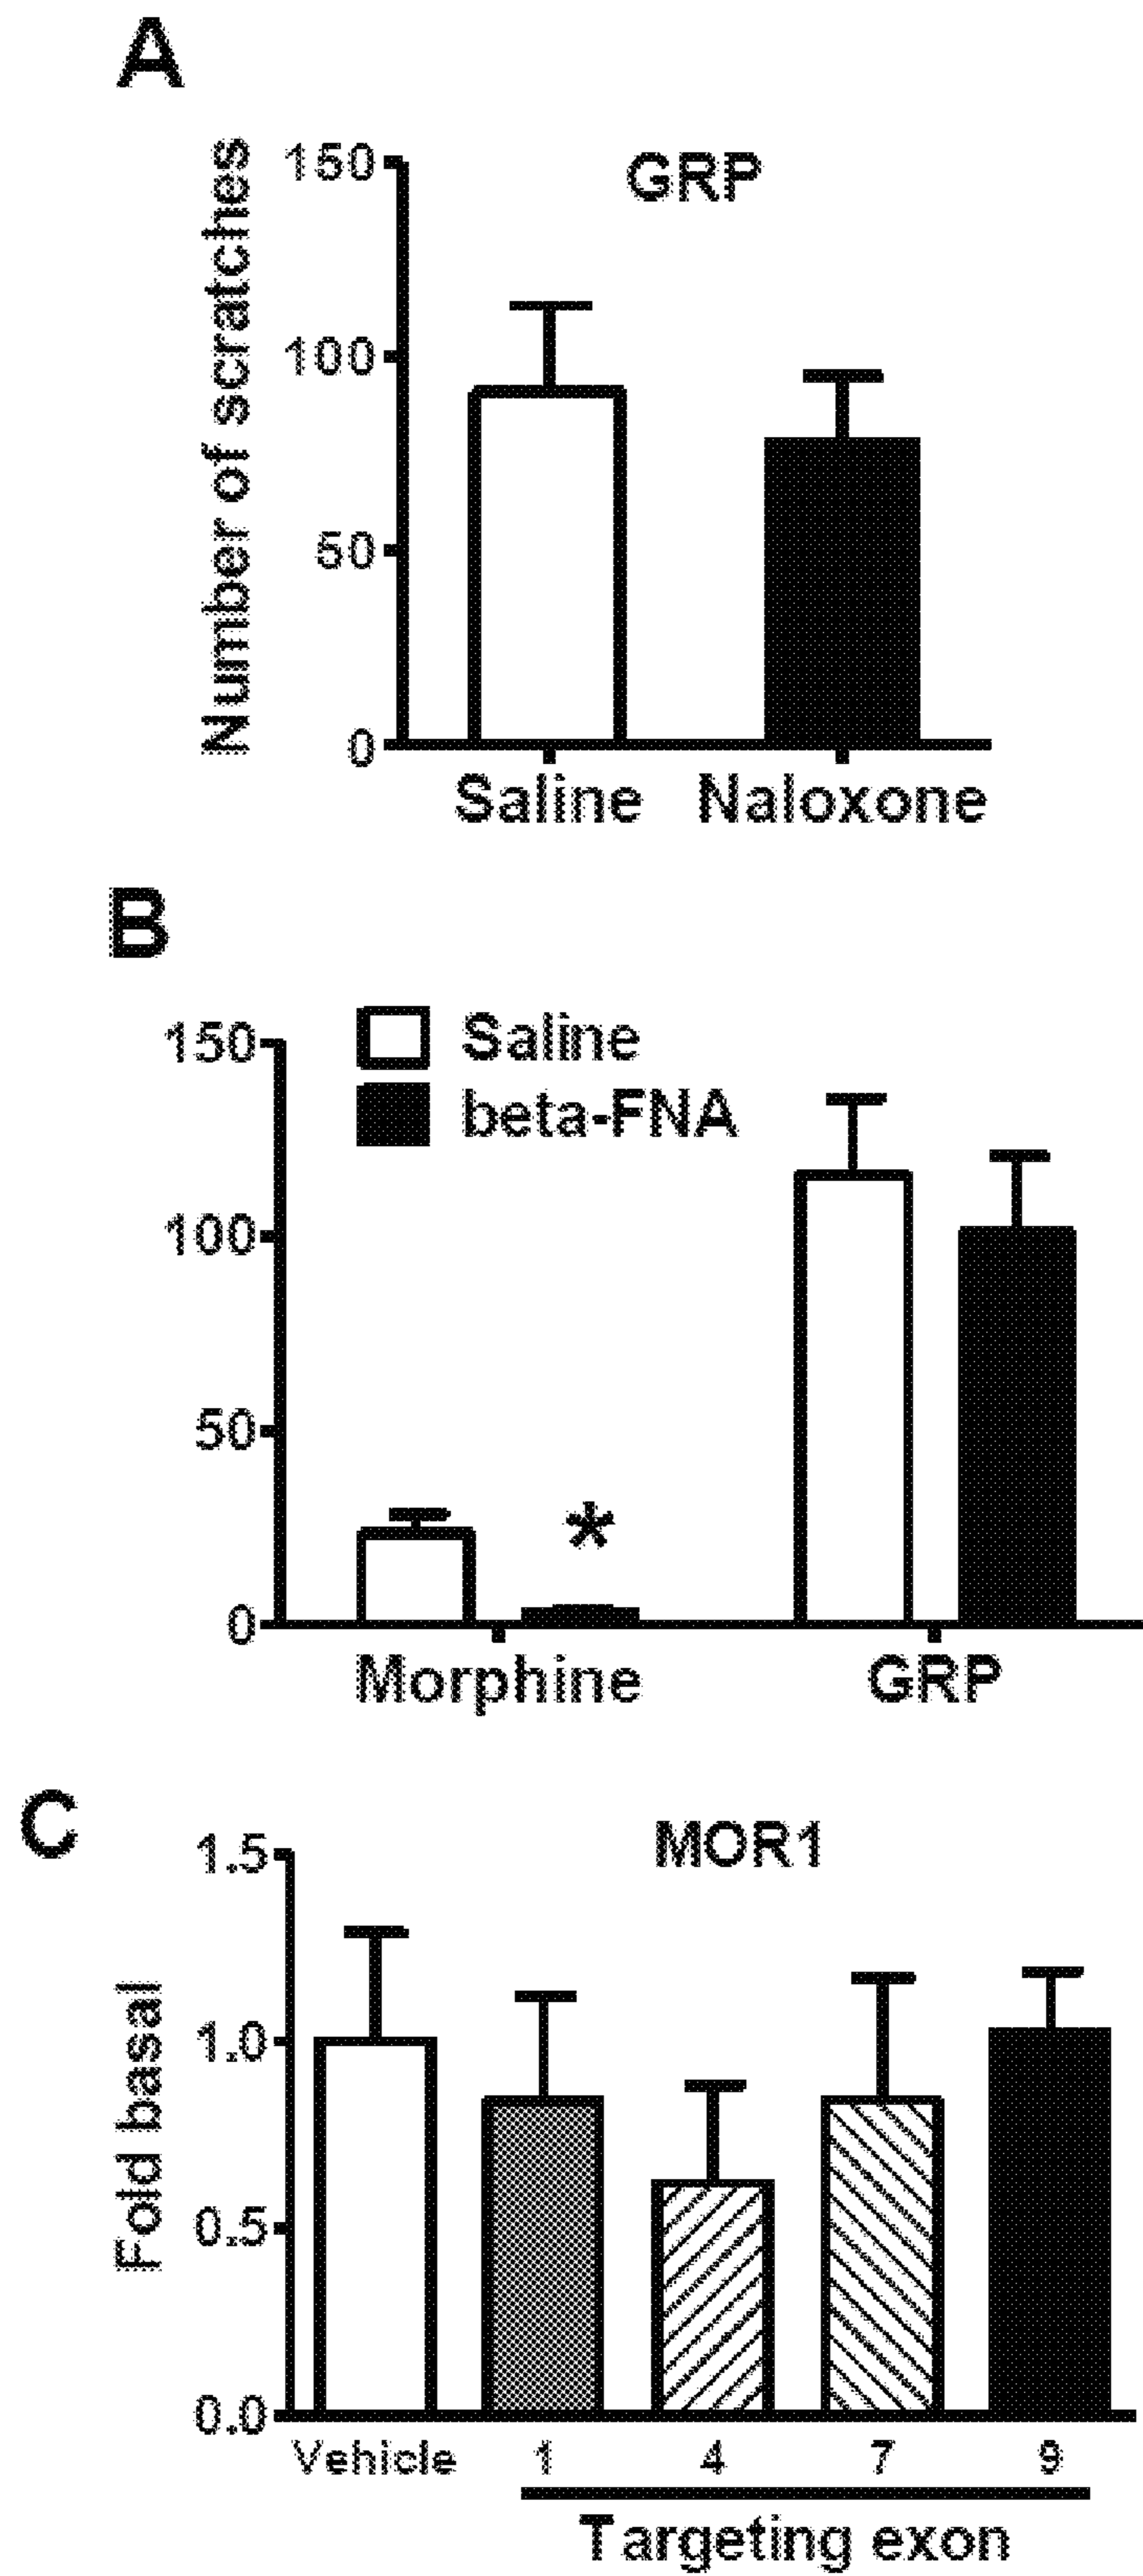 A
GRP
Number of scratches
150
100
50
0
Saline Naloxone
B
Saline
beta-FNA
150
100
50
0
*
Morphine GRP
C
MOR1
Fold basal
1.5
1.0
0.5
0.0
Vehicle 1 4 7 9
Targeting exon